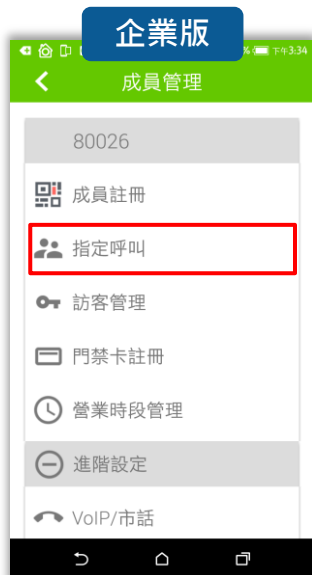 企業版
% 下午3:34
成員管理
80026
成員註冊
指定呼叫
訪客管理
門禁卡註冊
營業時段管理
進階設定
VoIP/市話